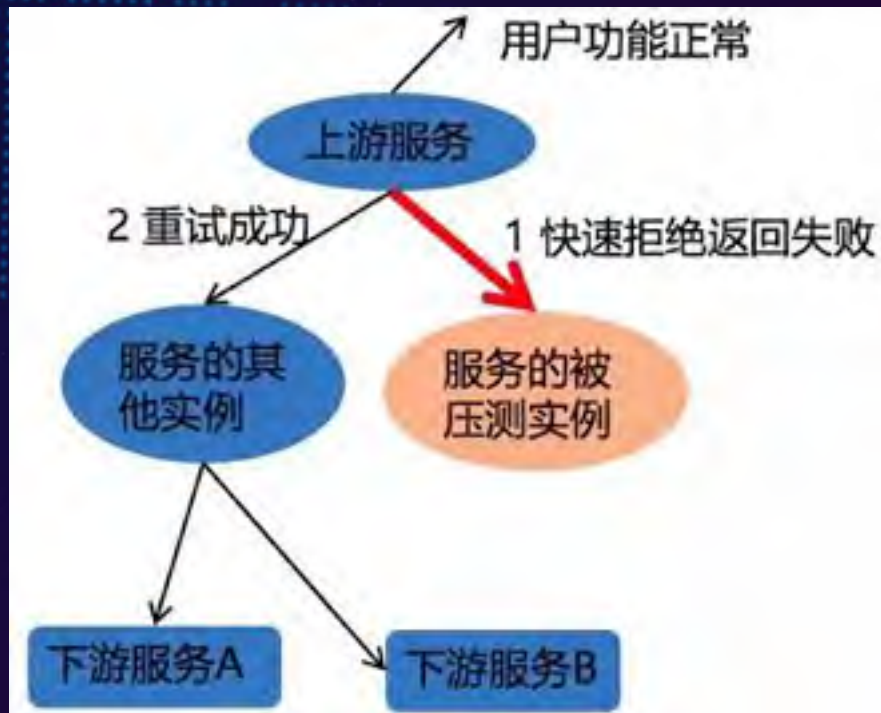 用户功能正常
上游服务
2 重试成功
1 快速拒绝返回失败
服务的其
他实例
服务的被
压测实例
下游服务A
下游服务B